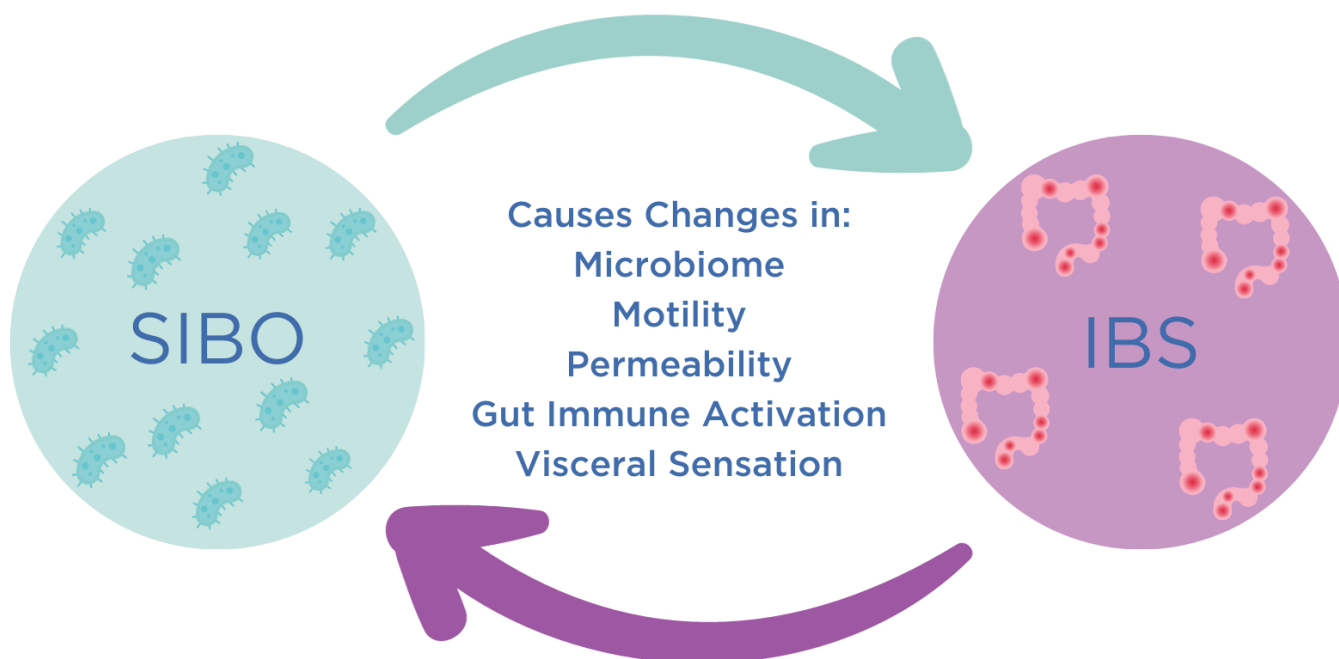 SIBO
Causes Changes in:
Microbiome
Motility
Permeability
Gut Immune Activation
Visceral Sensation
IBS